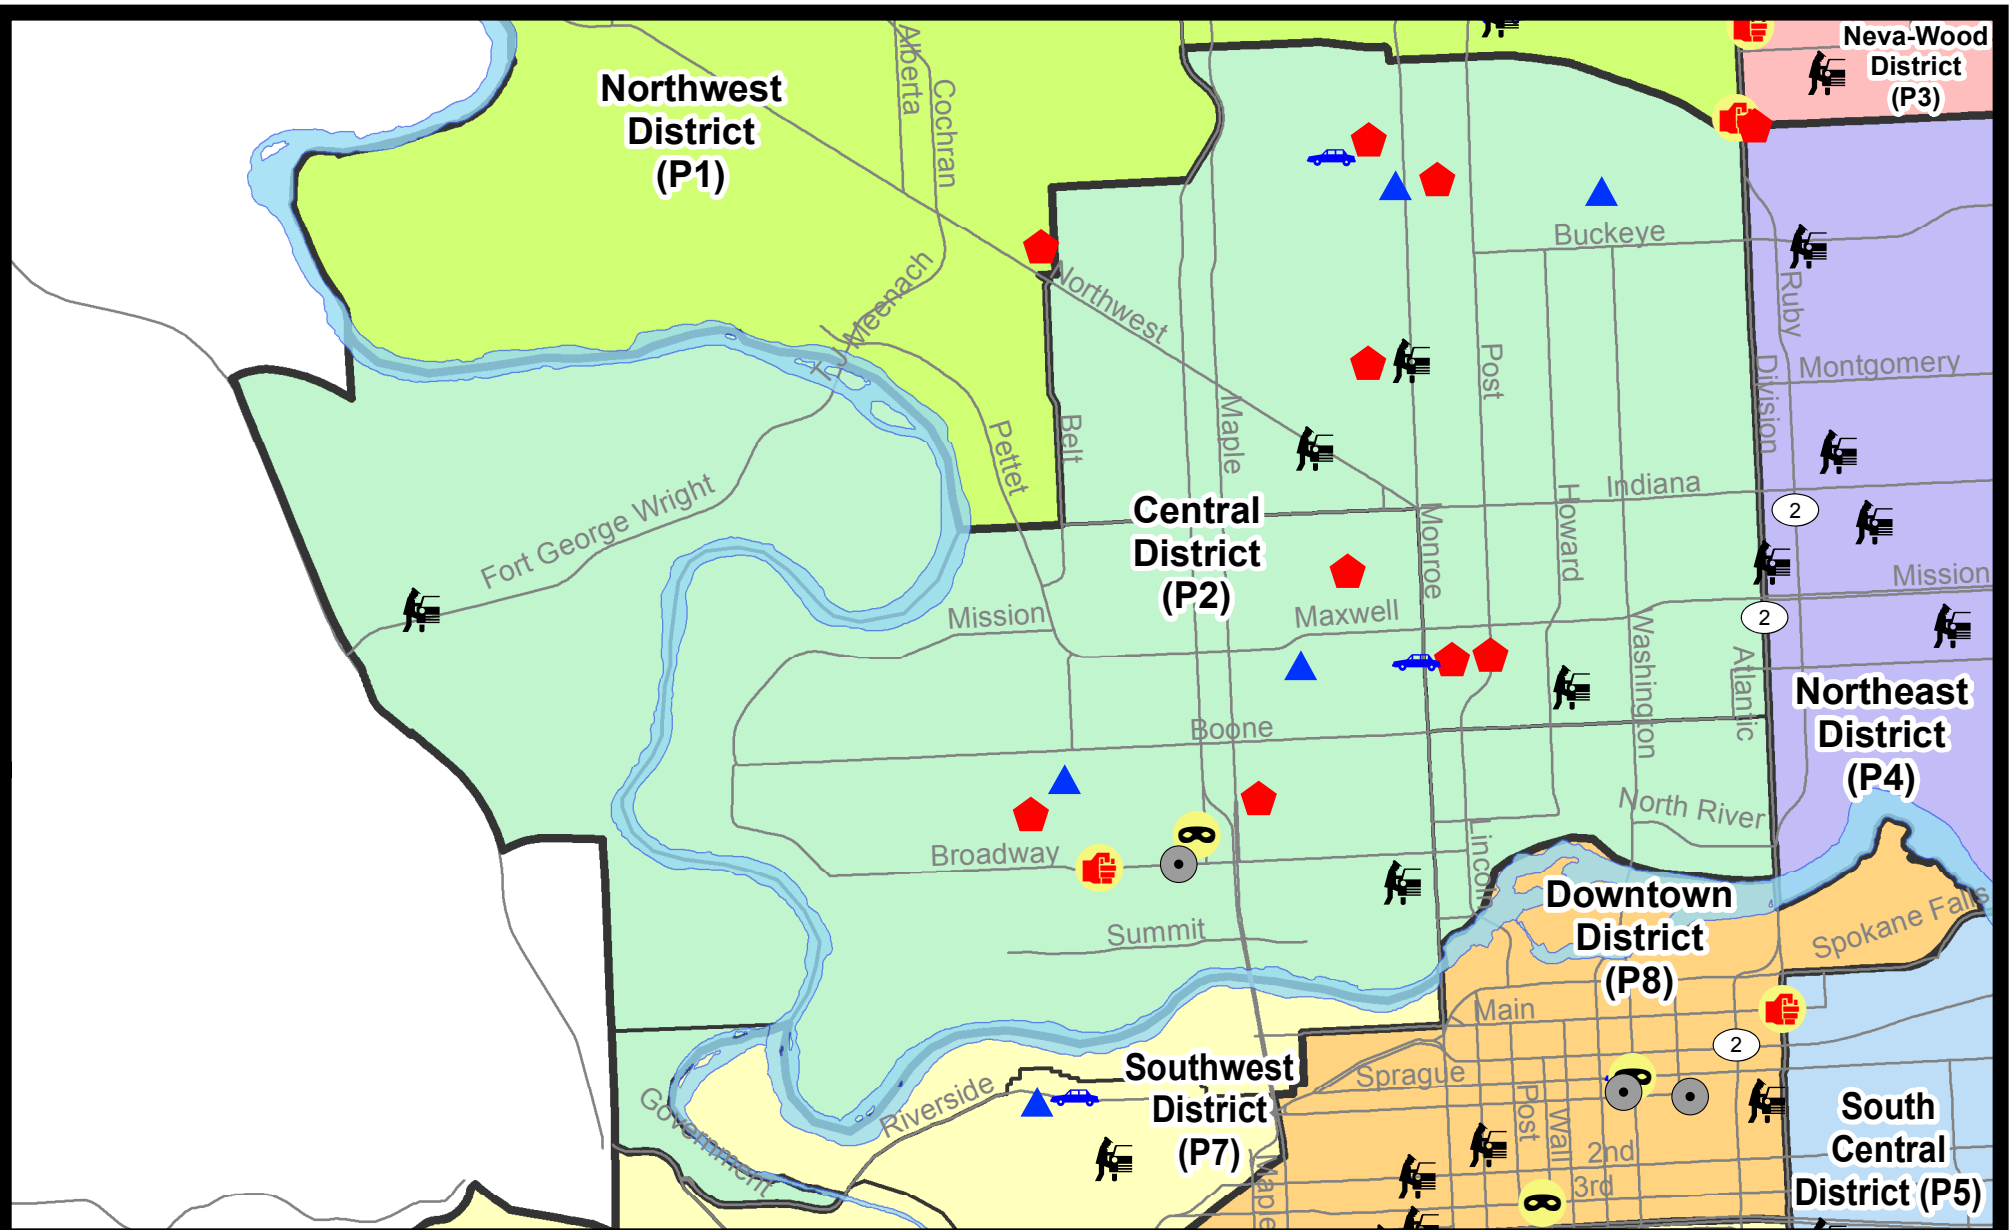 Northwest
District
(P1)
Alberta
Cochran
Neva-Wood
District
(P3)
Buckeye
Ruby
T J Meenach
Northwest
Post
Montgomery
Division
Belt
Maple
Pettet
Fort George Wright
Indiana
Howard
Monroe
2
Central
District
(P2)
Mission
Mission
Maxwell
2
Washington
Atlantic
Northeast
District
(P4)
Boone
North River
Lincoln
Broadway
Summit
Downtown
District
(P8)
Spokane Falls
Main
2
Southwest
District
(P7)
Sprague
Riverside
Government
Post
Wall
2nd
3rd
Maple
South
Central
District (P5)